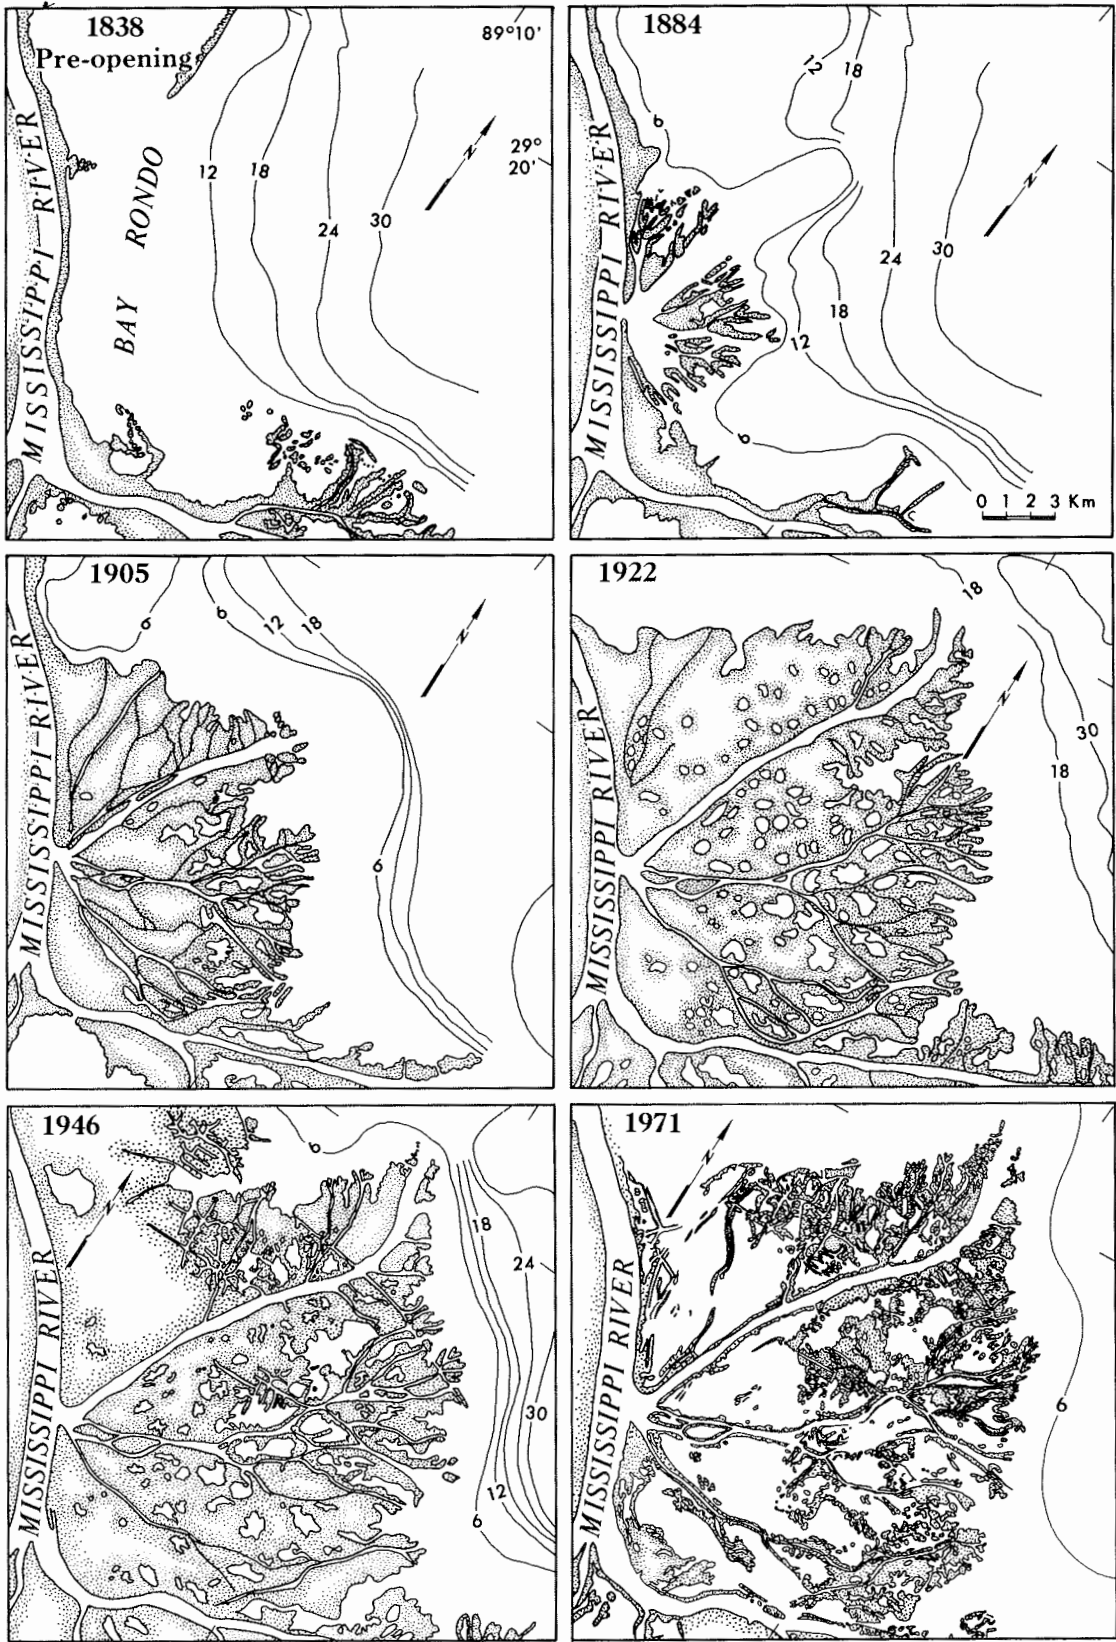 1838
Pre-opening
89°10'
29°
20'
MISSISSIPPI RIVER
BAY RONDO
12
18
24
30
N
1884
12
18
6
MISSISSIPPI RIVER
24
30
18
12
6
N
0 1 2 3 Km
1905
6
6
12
18
N
MISSISSIPPI RIVER
6
1922
18
N
30
18
MISSISSIPPI RIVER
1946
6
N
18
24
MISSISSIPPI RIVER
30
12
6
1971
N
MISSISSIPPI RIVER
6